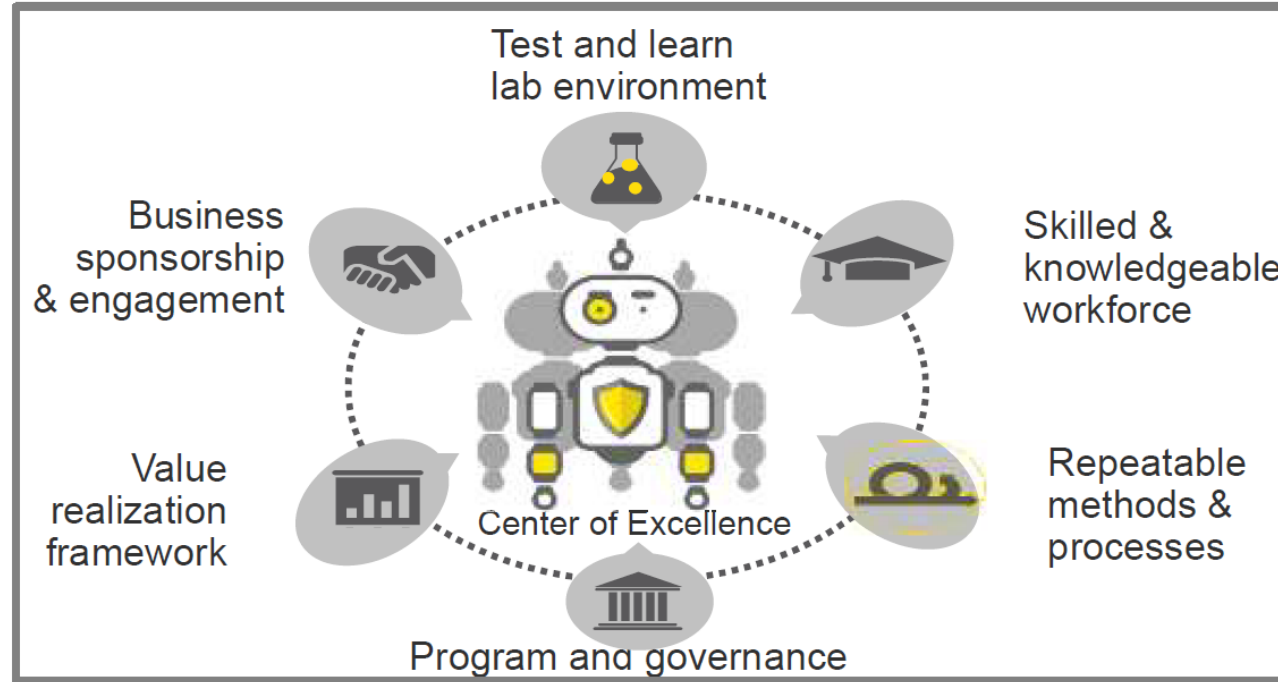 Test and learn
lab environment
Business
sponsorship
& engagement
Skilled &
knowledgeable
workforce
Value
realization
framework
Center of Excellence
Repeatable
methods &
processes
Program and governance